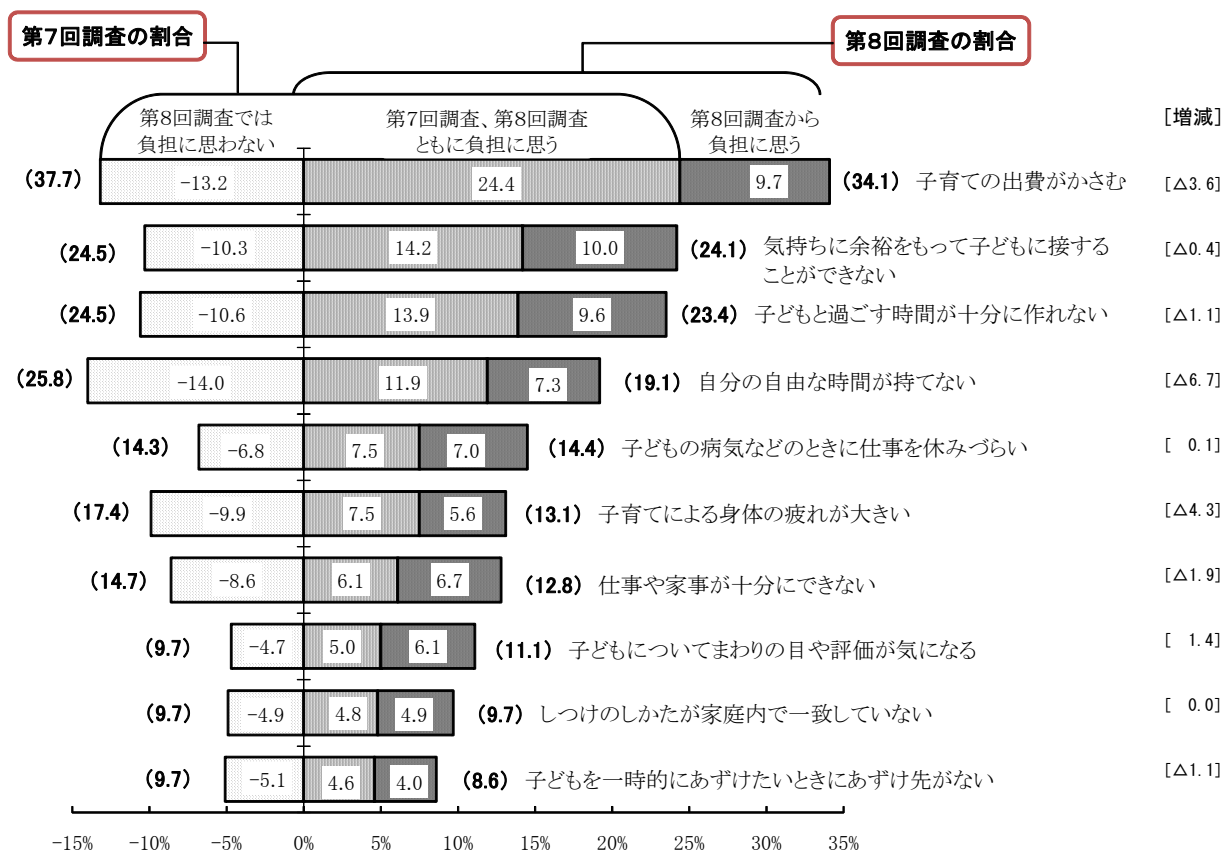 第7回調査の割合
第8回調査の割合
第8回調査では
負担に思わない
第7回調査、第8回調査
ともに負担に思う
第8回調査から
負担に思う
[増減]
(37.7) -13.2 24.4 9.7 (34.1) 子育ての出費がかさむ [△3.6]
(24.5) -10.3 14.2 10.0 (24.1) 気持ちに余裕をもって子どもに接する
ことができない [△0.4]
(24.5) -10.6 13.9 9.6 (23.4) 子どもと過ごす時間が十分に作れない [△1.1]
(25.8) -14.0 11.9 7.3 (19.1) 自分の自由な時間が持てない [△6.7]
(14.3) -6.8 7.5 7.0 (14.4) 子どもの病気などのときに仕事を休みづらい [ 0.1]
(17.4) -9.9 7.5 5.6 (13.1) 子育てによる身体の疲れが大きい [△4.3]
(14.7) -8.6 6.1 6.7 (12.8) 仕事や家事が十分にできない [△1.9]
(9.7) -4.7 5.0 6.1 (11.1) 子どもについてまわりの目や評価が気になる [ 1.4]
(9.7) -4.9 4.8 4.9 (9.7) しつけのしかたが家庭内で一致していない [ 0.0]
(9.7) -5.1 4.6 4.0 (8.6) 子どもを一時的にあずけたいときにあずけ先がない [△1.1]
-15% -10% -5% 0% 5% 10% 15% 20% 25% 30% 35%